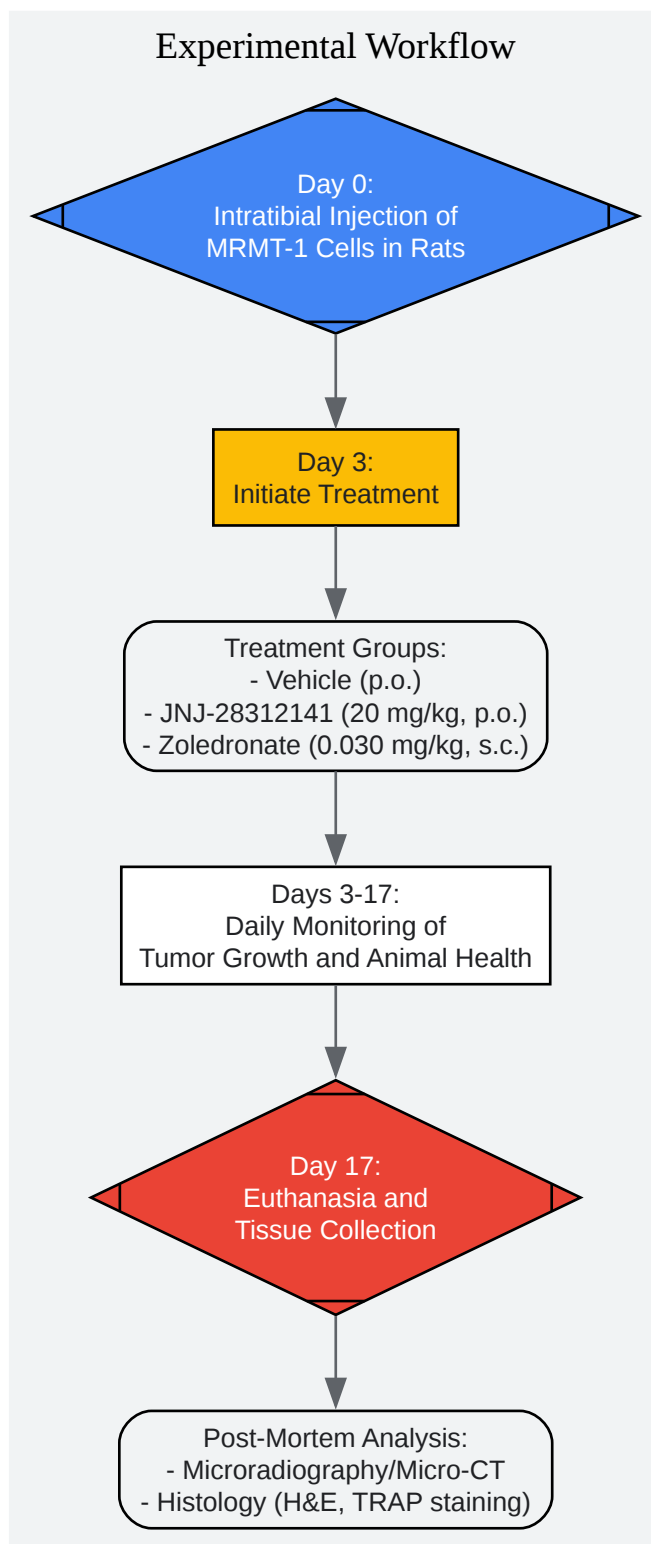 Experimental Workflow
Day 0:
Intratibial Injection of
MRMT-1 Cells in Rats
Day 3:
Initiate Treatment
Treatment Groups:
- Vehicle (p.o.)
- JNJ-28312141 (20 mg/kg, p.o.)
- Zoledronate (0.030 mg/kg, s.c.)
Days 3-17:
Daily Monitoring of
Tumor Growth and Animal Health
Day 17:
Euthanasia and
Tissue Collection
Post-Mortem Analysis:
- Microradiography/Micro-CT
- Histology (H&E, TRAP staining)